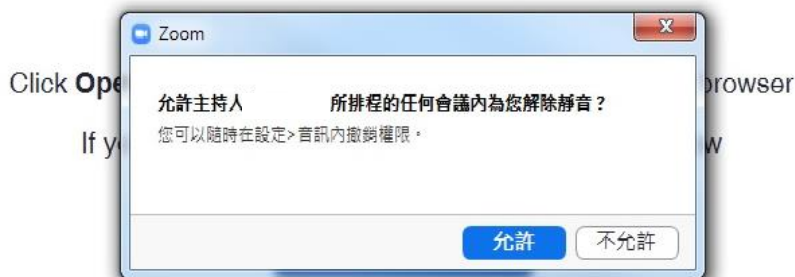 Zoom
Click Ope browser
允許主持人 所排程的任何會議內為您解除靜音？
If y w
您可以隨時在設定>音訊內撤銷權限。
允許 不允許